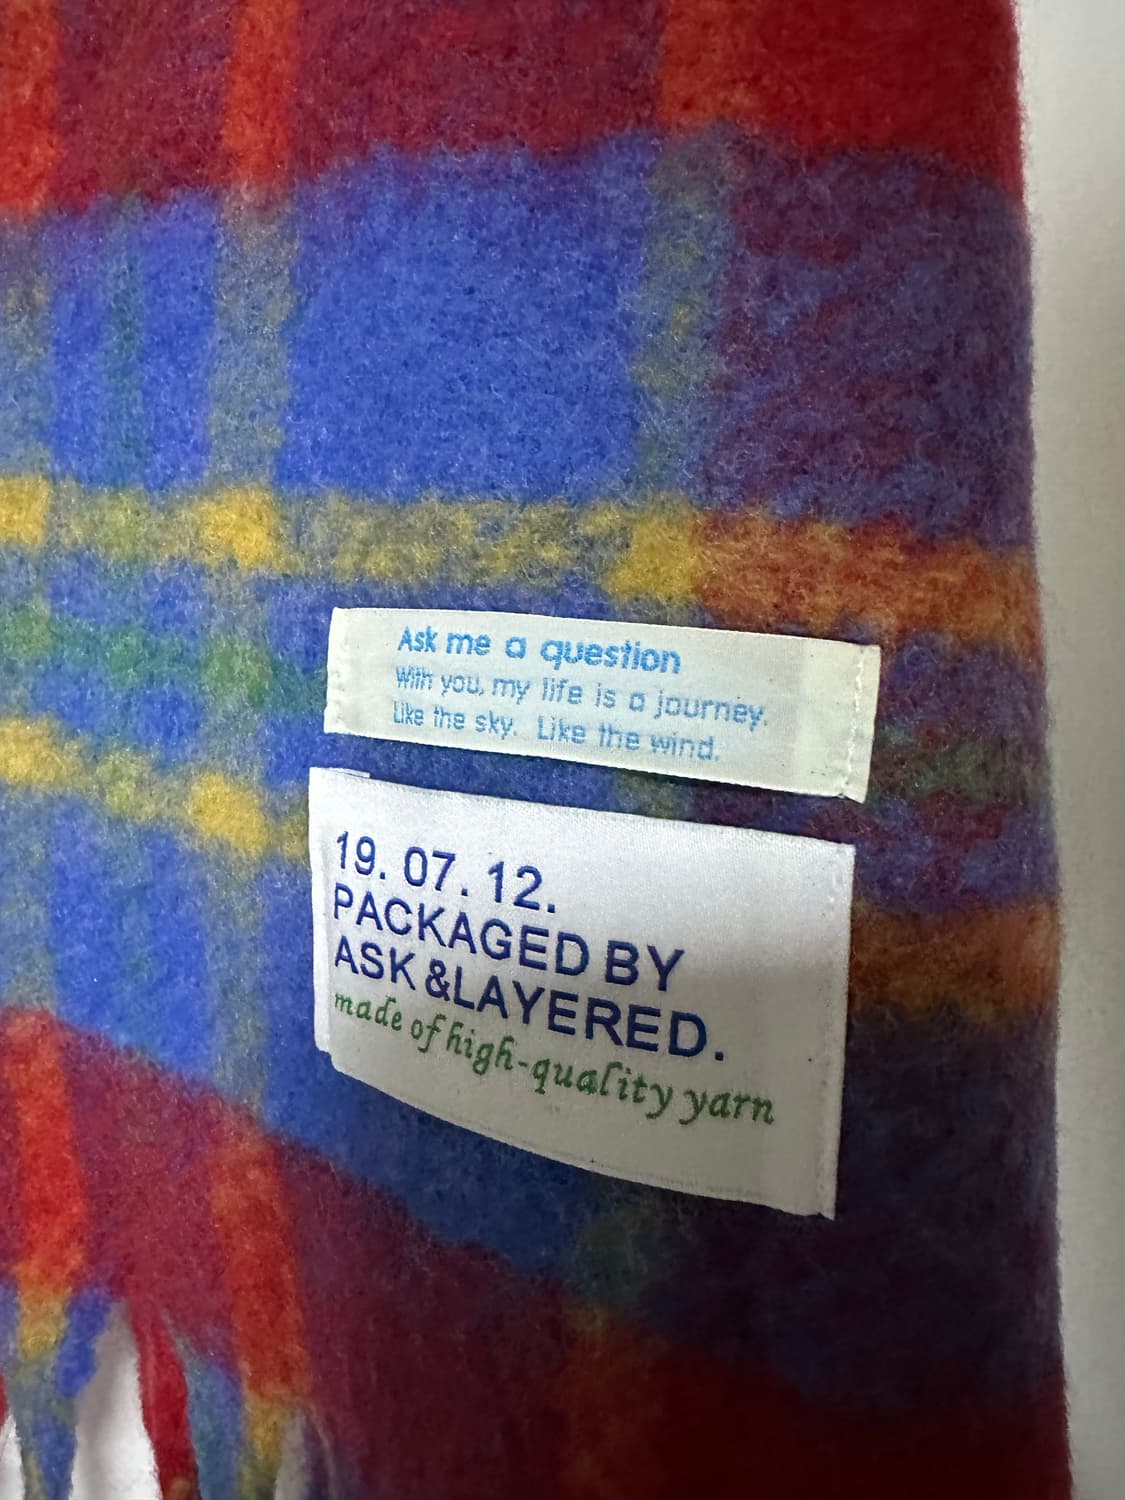 Ask me a question
With you, my life is a journey.
Like the sky. Like the wind.
19. 07. 12.
PACKAGED BY
ASK &LAYERED.
made of high-quality yarn